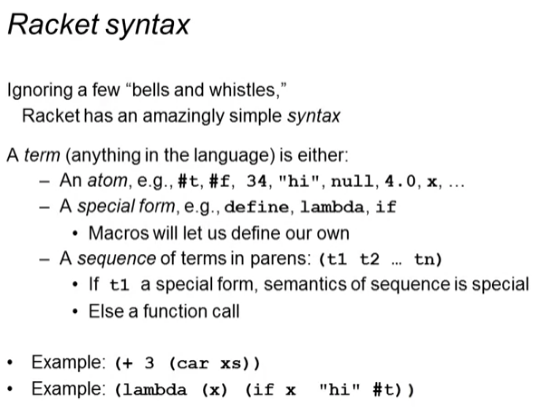 Racket syntax
Ignoring a few “bells and whistles,”
Racket has an amazingly simple syntax
A term (anything in the language) is either:
– An atom, e.g., #t, #f, 34, "hi", null, 4.0, x, …
– A special form, e.g., define, lambda, if
• Macros will let us define our own
– A sequence of terms in parens: (t1 t2 … tn)
• If t1 a special form, semantics of sequence is special
• Else a function call
• Example: (+ 3 (car xs))
• Example: (lambda (x) (if x "hi" #t))